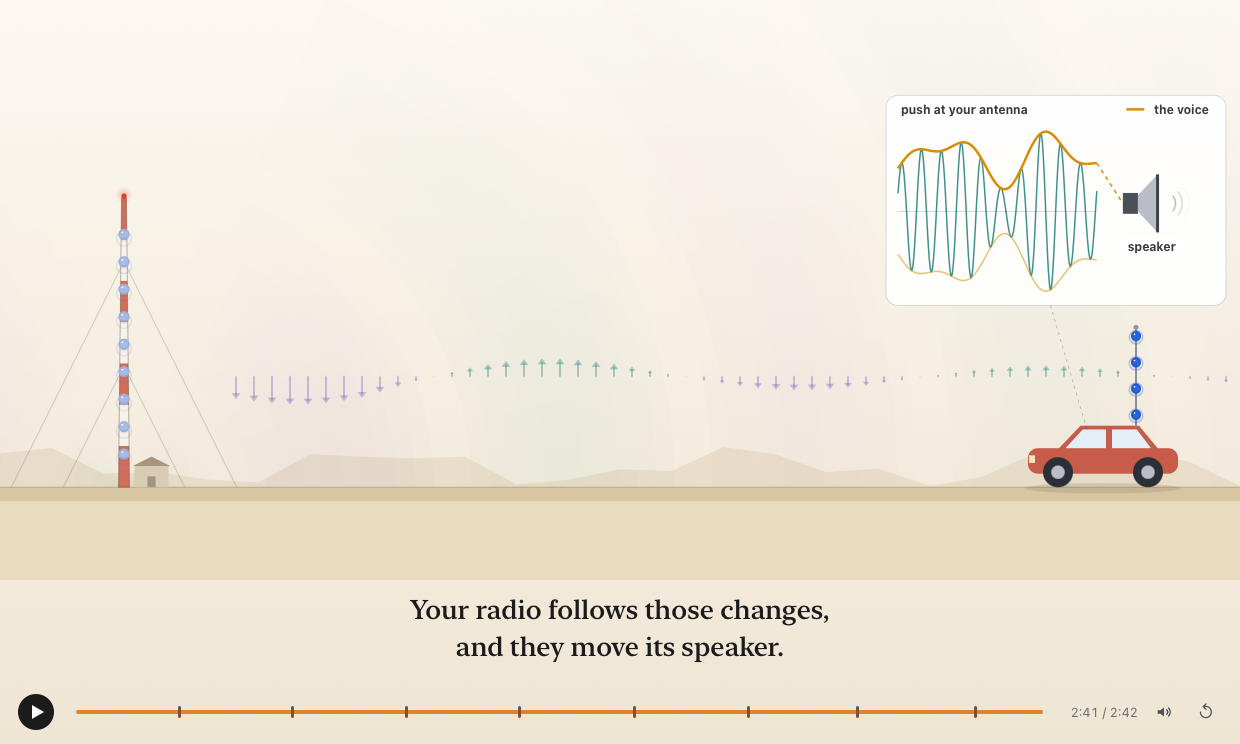 push at your antenna
the voice
speaker
Your radio follows those changes,
and they move its speaker.
2:41 / 2:42